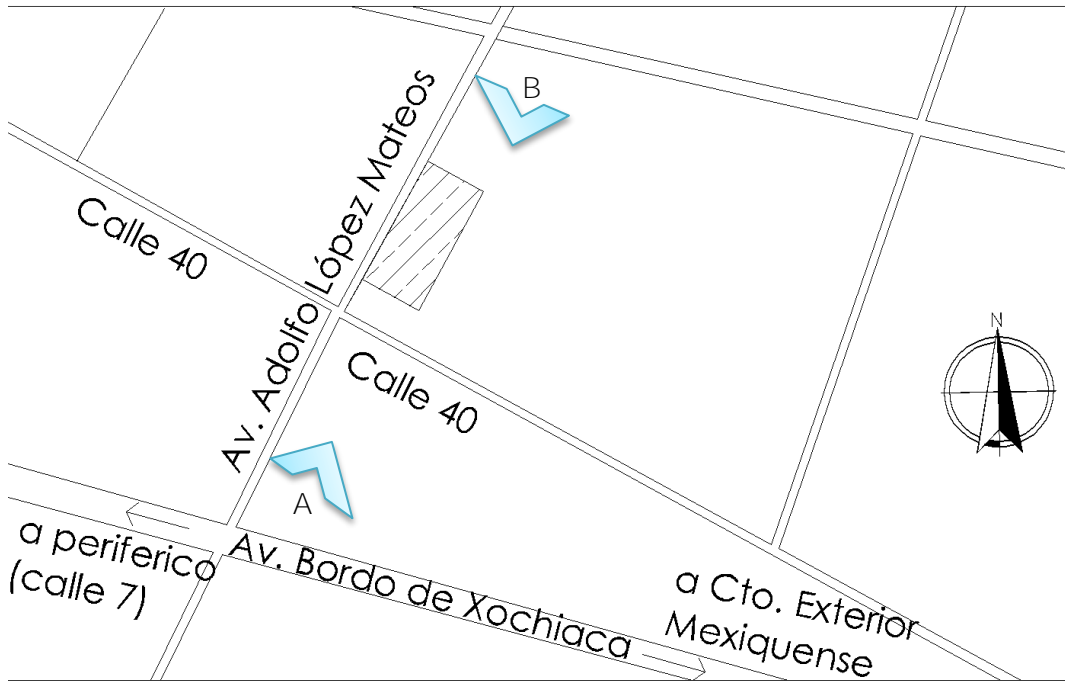 B
Av. Adolfo López Mateos
Calle 40
N
Calle 40
A
a periferico
(calle 7)
Av. Bordo de Xochiaca
a Cto. Exterior
Mexiquense